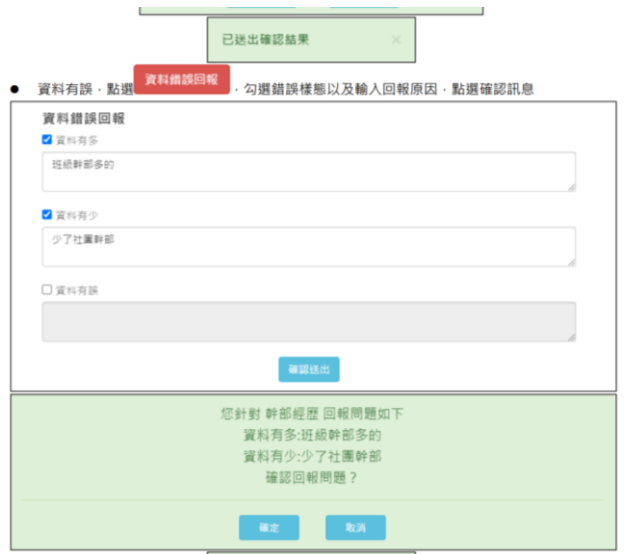 已送出確認結果 ×
● 資料有誤，點選 資料錯誤回報 ，勾選錯誤樣態以及輸入回報原因，點選確認訊息
資料錯誤回報
資料有多
班級幹部多的
資料有少
少了社團幹部
資料有誤
確認送出
您針對 幹部經歷 回報問題如下
資料有多:班級幹部多的
資料有少:少了社團幹部
確認回報問題？
確定 取消